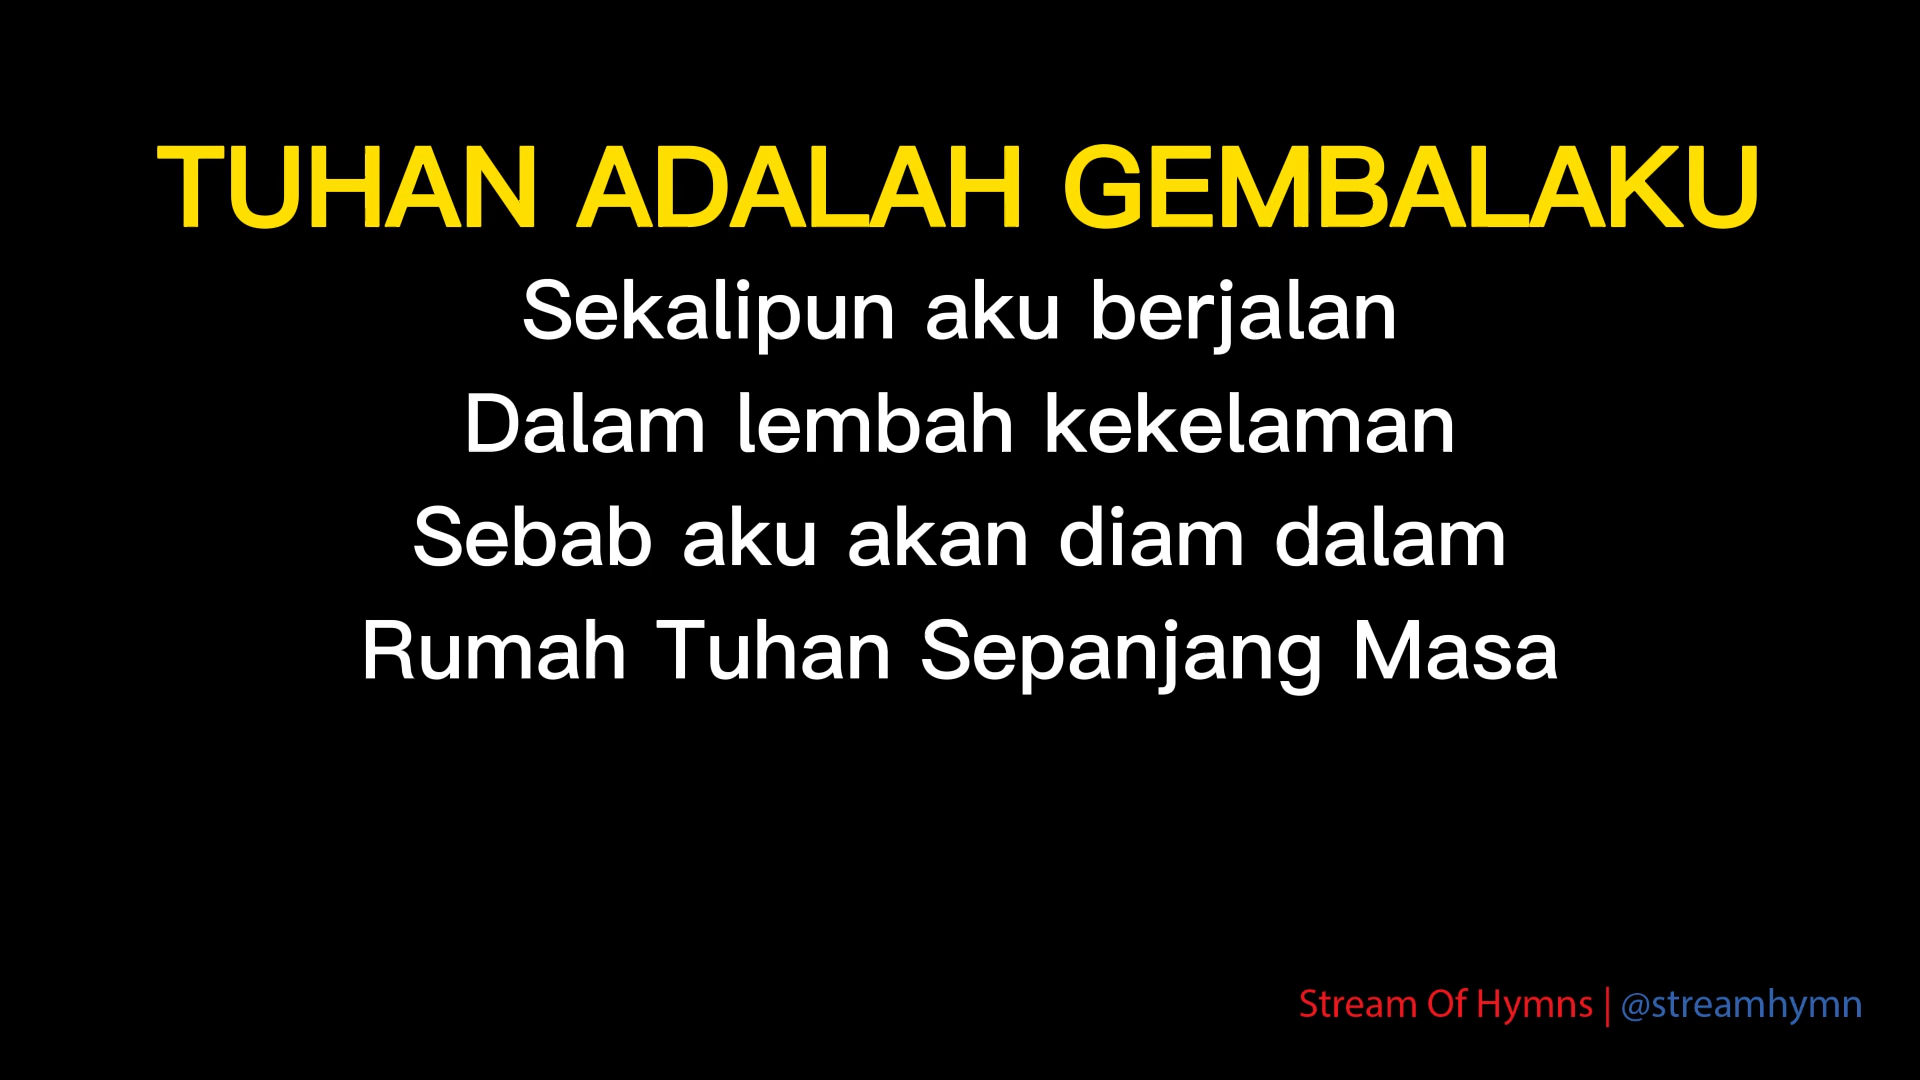 TUHAN ADALAH GEMBALAKU
Sekalipun aku berjalan
Dalam lembah kekelaman
Sebab aku akan diam dalam
Rumah Tuhan Sepanjang Masa
Stream Of Hymns | @streamhymn